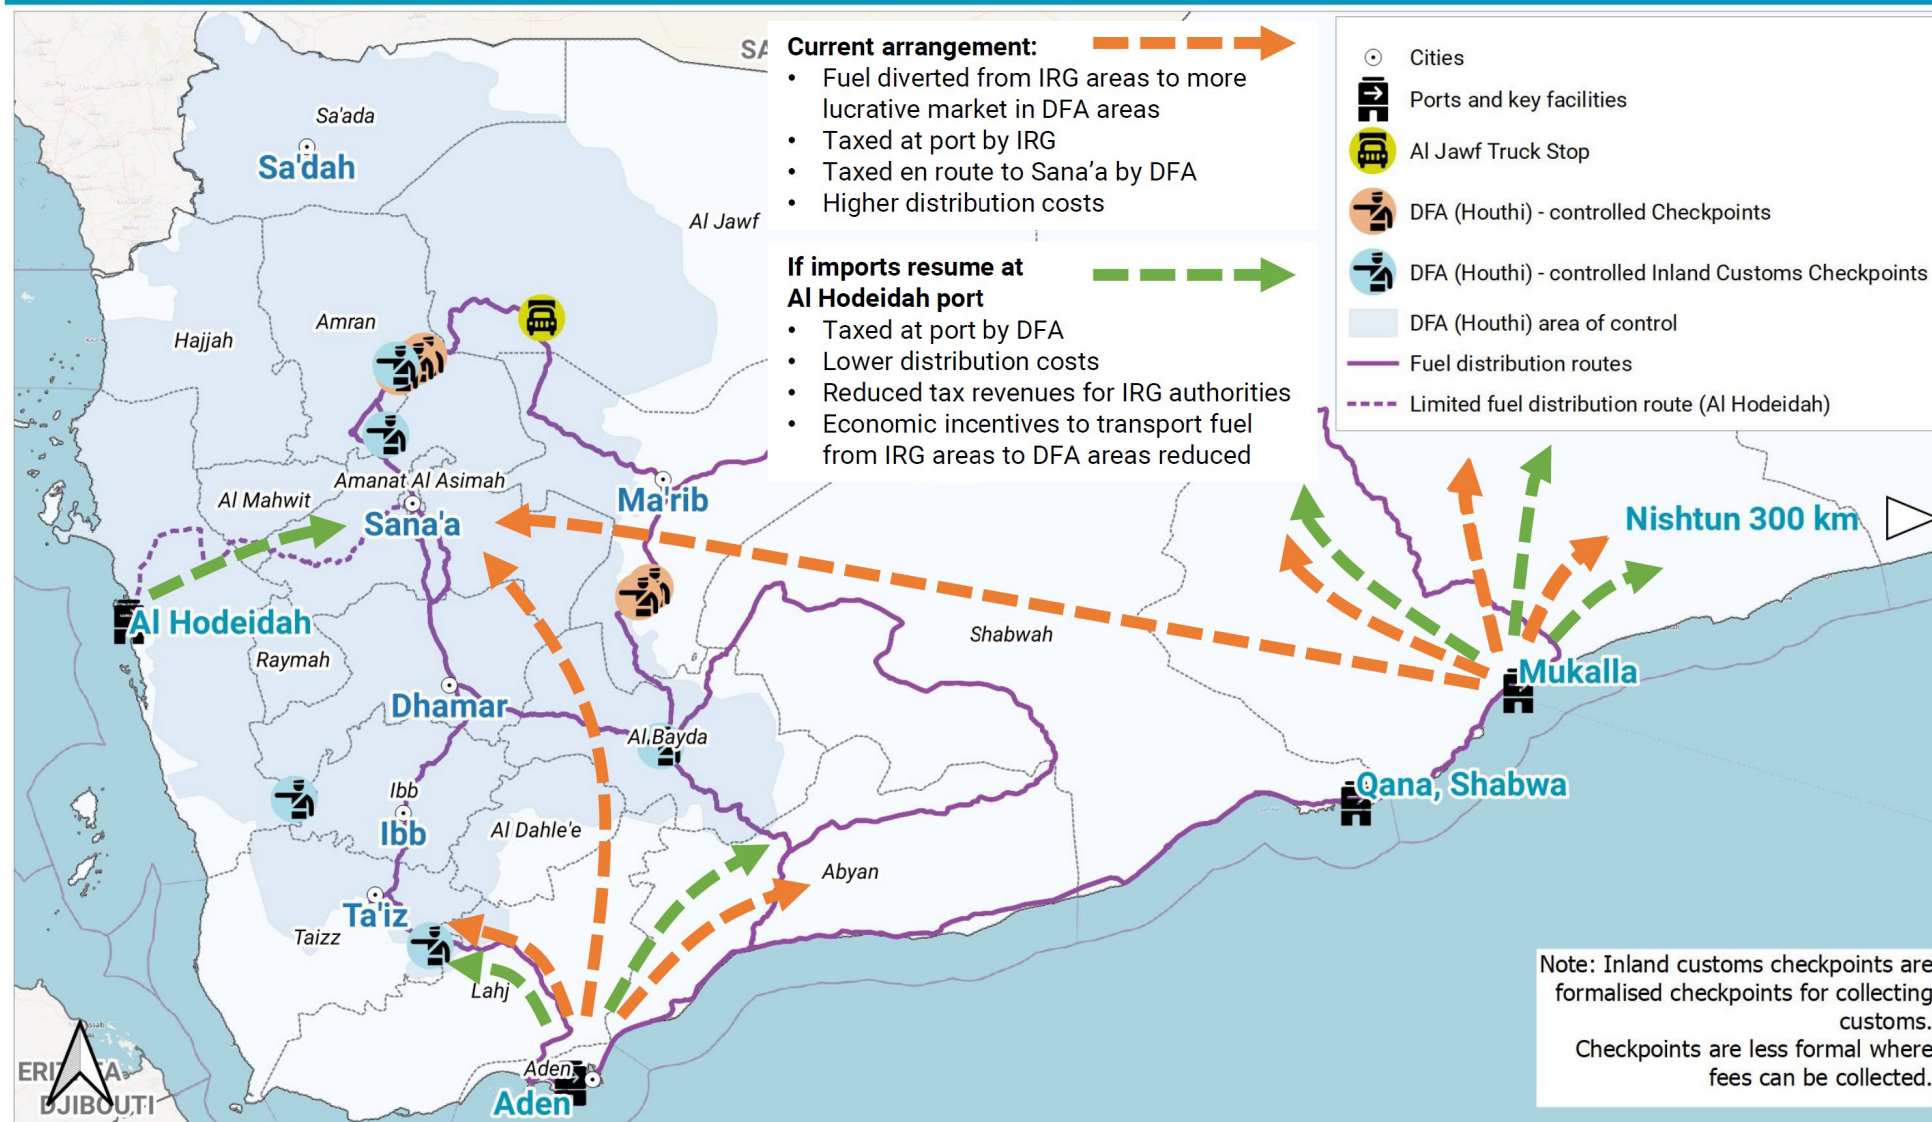 Current arrangement:
• Fuel diverted from IRG areas to more
lucrative market in DFA areas
• Taxed at port by IRG
• Taxed en route to Sana’a by DFA
• Higher distribution costs
If imports resume at
Al Hodeidah port
• Taxed at port by DFA
• Lower distribution costs
• Reduced tax revenues for IRG authorities
• Economic incentives to transport fuel
from IRG areas to DFA areas reduced
Cities
Ports and key facilities
Al Jawf Truck Stop
DFA (Houthi) - controlled Checkpoints
DFA (Houthi) - controlled Inland Customs Checkpoints
DFA (Houthi) area of control
Fuel distribution routes
Limited fuel distribution route (Al Hodeidah)
SA
Sa'ada
Sa'dah
Al Jawf
Hajjah
Amran
Amanat Al Asimah
Al Mahwit
Sana'a
Ma'rib
Nishtun 300 km
Al Hodeidah
Raymah
Shabwah
Mukalla
Dhamar
Al Bayda
Qana, Shabwa
Ibb
Ibb
Al Dahle'e
Abyan
Ta'iz
Taizz
Lahj
Aden
Aden
DJIBOUTI
Note: Inland customs checkpoints are
formalised checkpoints for collecting
customs.
Checkpoints are less formal where
fees can be collected.